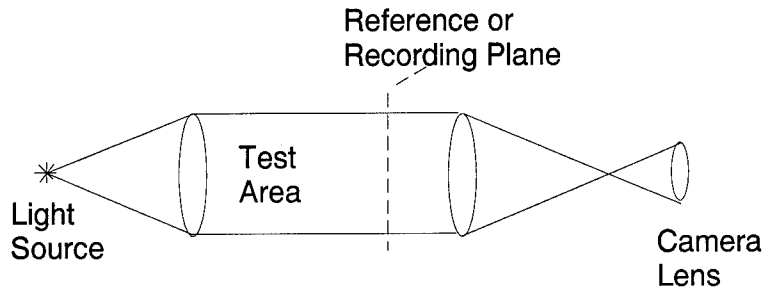 Reference or
Recording Plane
Test
Area
Light
Source
Camera
Lens